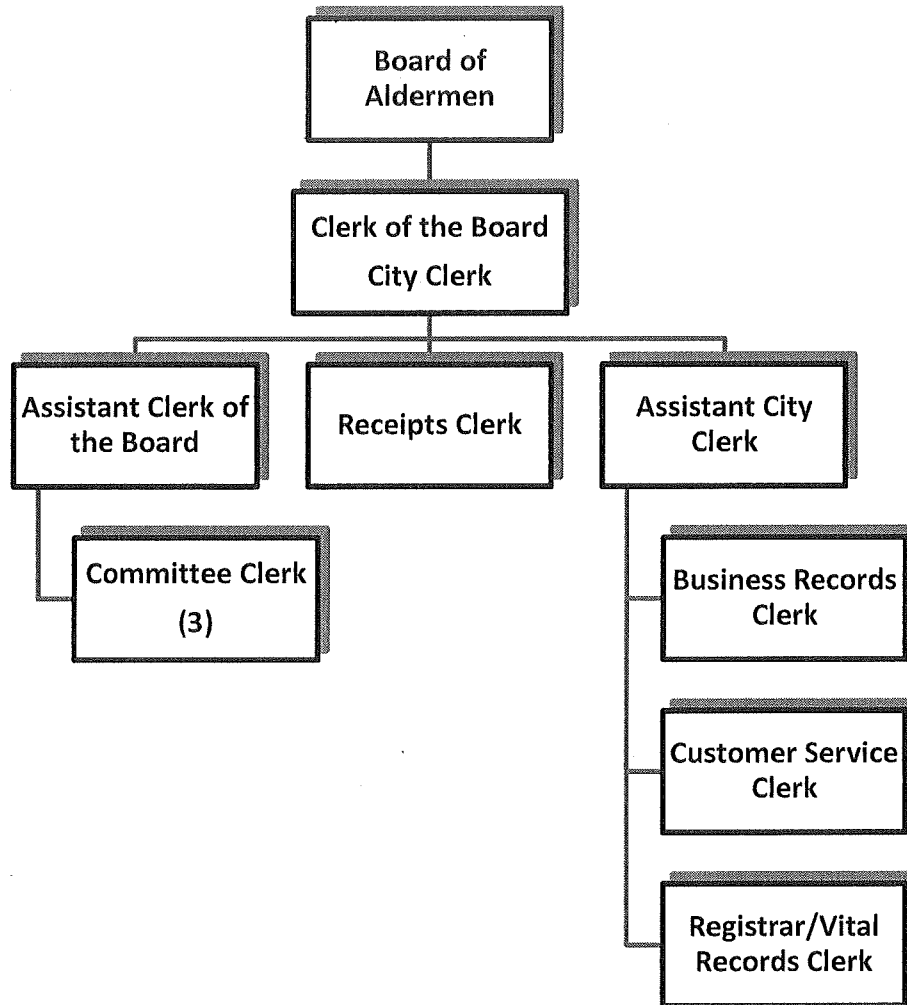 Board of
Aldermen
Clerk of the Board
City Clerk
Assistant Clerk of
the Board
Receipts Clerk
Assistant City
Clerk
Committee Clerk
(3)
Business Records
Clerk
Customer Service
Clerk
Registrar/Vital
Records Clerk